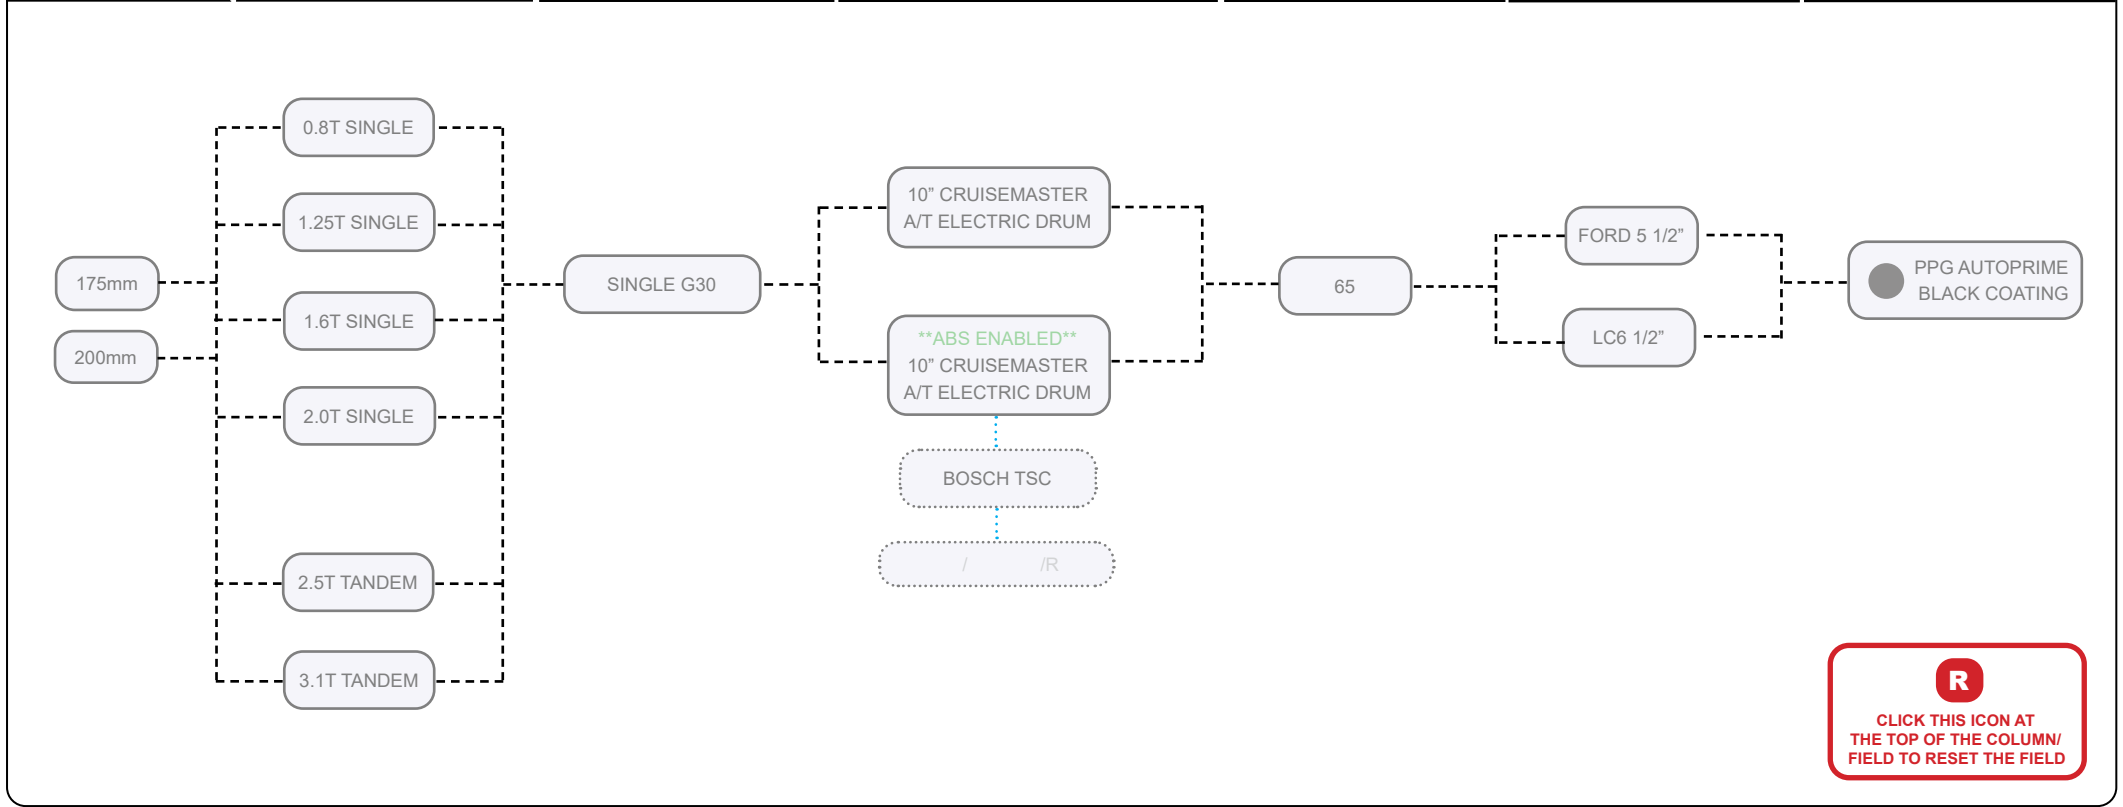 175mm
200mm
0.8T SINGLE
1.25T SINGLE
1.6T SINGLE
2.0T SINGLE
2.5T TANDEM
3.1T TANDEM
SINGLE G30
10” CRUISEMASTER
A/T ELECTRIC DRUM
**ABS ENABLED**
10” CRUISEMASTER
A/T ELECTRIC DRUM
BOSCH TSC
/ /R
65
FORD 5 1/2”
LC6 1/2”
PPG AUTOPRIME
BLACK COATING
R
CLICK THIS ICON AT
THE TOP OF THE COLUMN/
FIELD TO RESET THE FIELD